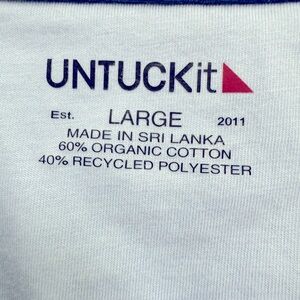 UNTUCKit
Est. LARGE 2011
MADE IN SRI LANKA
60% ORGANIC COTTON
40% RECYCLED POLYESTER